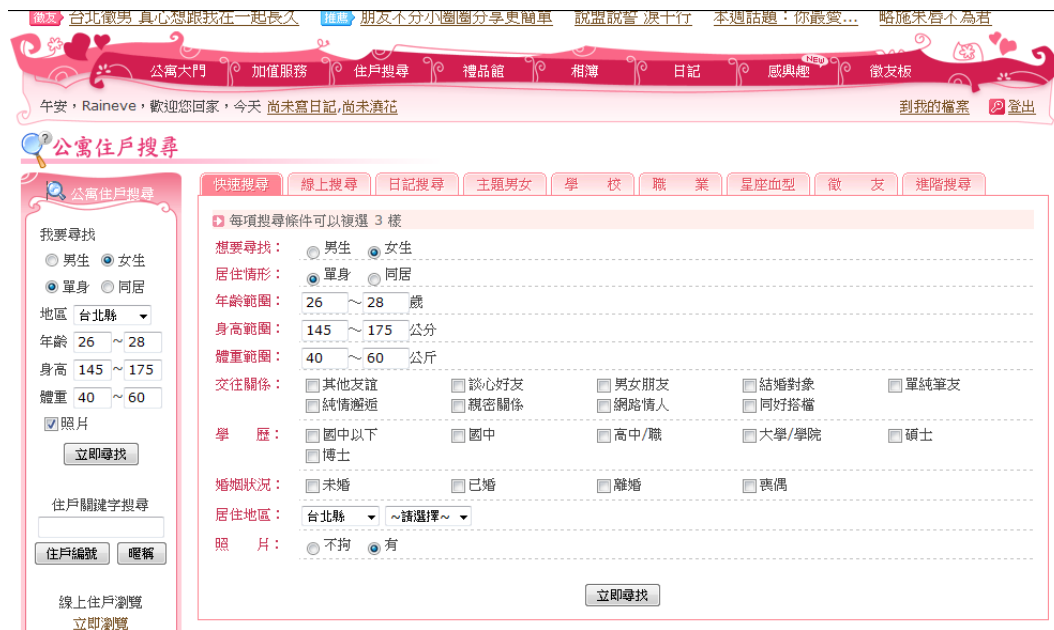 徵友 台北徵男 真心想跟我在一起長久 推薦 朋友不分小圈圈分享更簡單 說盟說誓 淚千行 本週話題：你最愛... 略施朱唇不為君
公寓大門 加值服務 住戶搜尋 禮品館 相簿 日記 感興趣 NEW 徵友板
午安，Raineve，歡迎您回家，今天 尚未寫日記,尚未澆花 到我的檔案 登出
公寓住戶搜尋
公寓住戶搜尋
我要尋找
男生 女生
單身 同居
地區 台北縣
年齡 26 ~ 28
身高 145 ~ 175
體重 40 ~ 60
照片
立即尋找
住戶關鍵字搜尋
住戶編號 暱稱
線上住戶瀏覽
立即瀏覽
快速搜尋 線上搜尋 日記搜尋 主題男女 學 校 職 業 星座血型 徵 友 進階搜尋
每項搜尋條件可以複選 3 樣
想要尋找： 男生 女生
居住情形： 單身 同居
年齡範圍： 26 ～ 28 歲
身高範圍： 145 ～ 175 公分
體重範圍： 40 ～ 60 公斤
交往關係： 其他友誼 談心好友 男女朋友 結婚對象 單純筆友
純情邂逅 親密關係 網路情人 同好搭檔
學 歷： 國中以下 國中 高中/職 大學/學院 碩士
博士
婚姻狀況： 未婚 已婚 離婚 喪偶
居住地區： 台北縣 ~請選擇~
照 片： 不拘 有
立即尋找